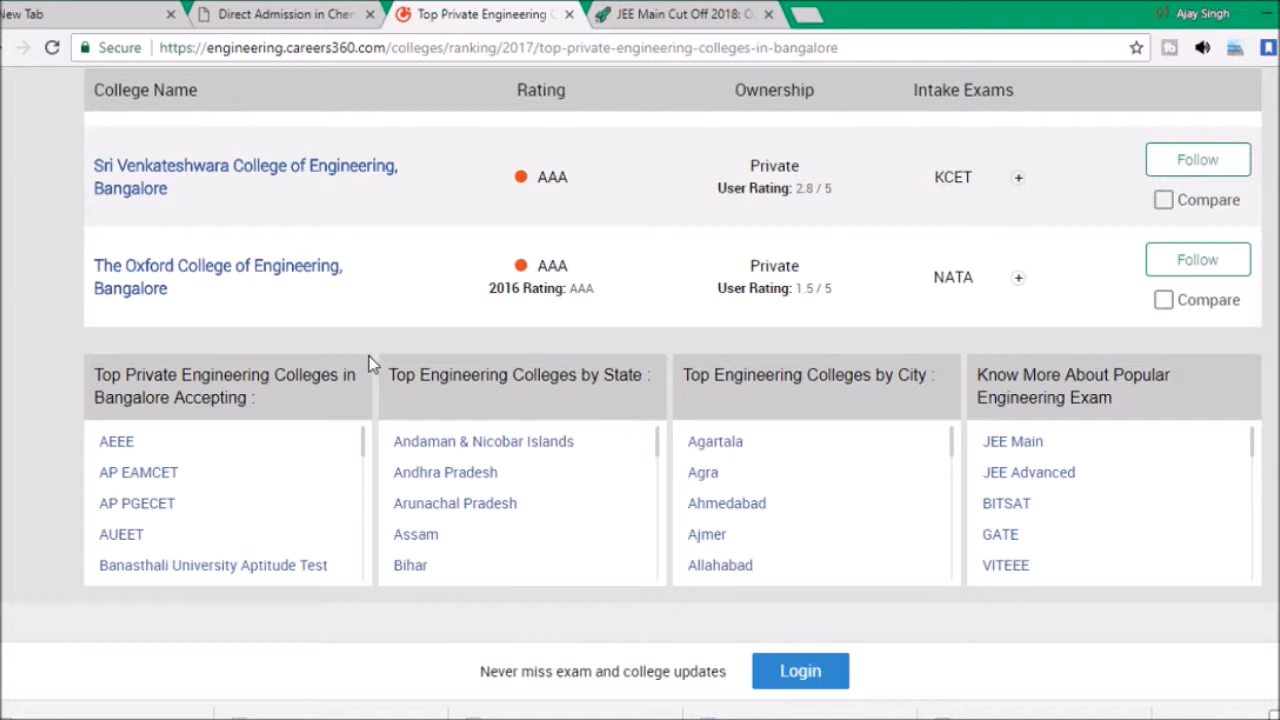 New Tab
Direct Admission in Cher
Top Private Engineering C
JEE Main Cut Off 2018: O
Ajay Singh
Secure
https://engineering.careers360.com/colleges/ranking/2017/top-private-engineering-colleges-in-bangalore
College Name Rating Ownership Intake Exams
Sri Venkateshwara College of Engineering,
Bangalore
AAA
Private
User Rating: 2.8 / 5
KCET +
Follow
Compare
The Oxford College of Engineering,
Bangalore
AAA
2016 Rating: AAA
Private
User Rating: 1.5 / 5
NATA +
Follow
Compare
Top Private Engineering Colleges in
Bangalore Accepting :
AEEE
AP EAMCET
AP PGECET
AUEET
Banasthali University Aptitude Test
Top Engineering Colleges by State :
Andaman & Nicobar Islands
Andhra Pradesh
Arunachal Pradesh
Assam
Bihar
Top Engineering Colleges by City :
Agartala
Agra
Ahmedabad
Ajmer
Allahabad
Know More About Popular
Engineering Exam
JEE Main
JEE Advanced
BITSAT
GATE
VITEEE
Never miss exam and college updates
Login